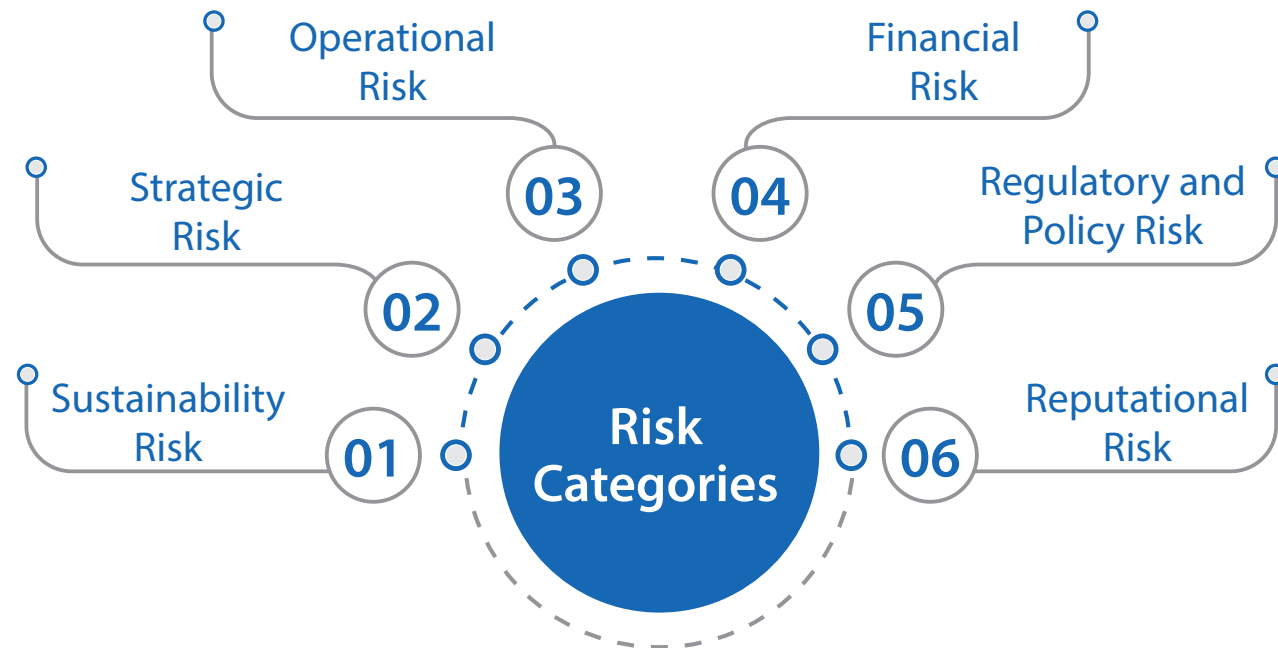 Operational
Risk
03
Financial
Risk
04
Strategic
Risk
02
Regulatory and
Policy Risk
05
Sustainability
Risk
01
Reputational
Risk
06
Risk
Categories